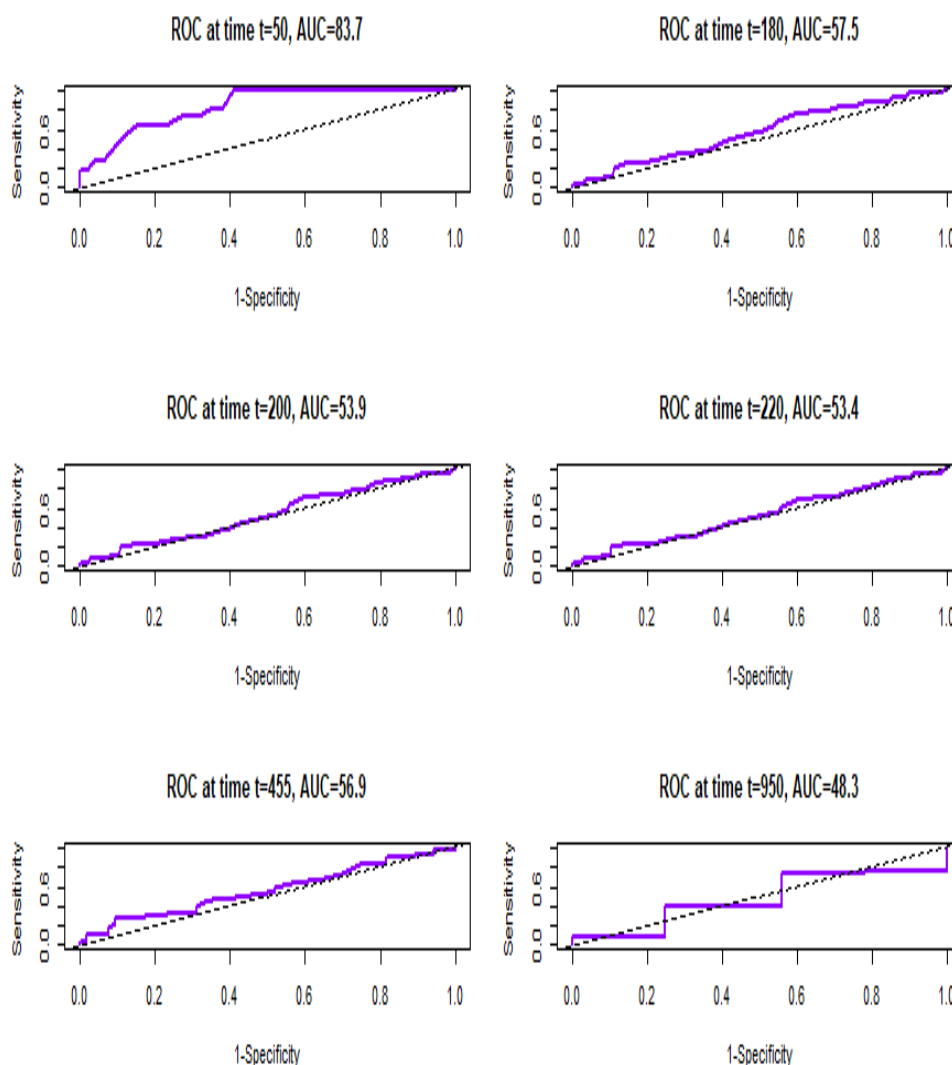 ROC at time t=50, AUC=83.7
Sensitivity
0.0 0.6
0.0 0.2 0.4 0.6 0.8 1.0
1-Specificity
ROC at time t=180, AUC=57.5
Sensitivity
0.0 0.6
0.0 0.2 0.4 0.6 0.8 1.0
1-Specificity
ROC at time t=200, AUC=53.9
Sensitivity
0.0 0.6
0.0 0.2 0.4 0.6 0.8 1.0
1-Specificity
ROC at time t=220, AUC=53.4
Sensitivity
0.0 0.6
0.0 0.2 0.4 0.6 0.8 1.0
1-Specificity
ROC at time t=455, AUC=56.9
Sensitivity
0.0 0.6
0.0 0.2 0.4 0.6 0.8 1.0
1-Specificity
ROC at time t=950, AUC=48.3
Sensitivity
0.0 0.6
0.0 0.2 0.4 0.6 0.8 1.0
1-Specificity